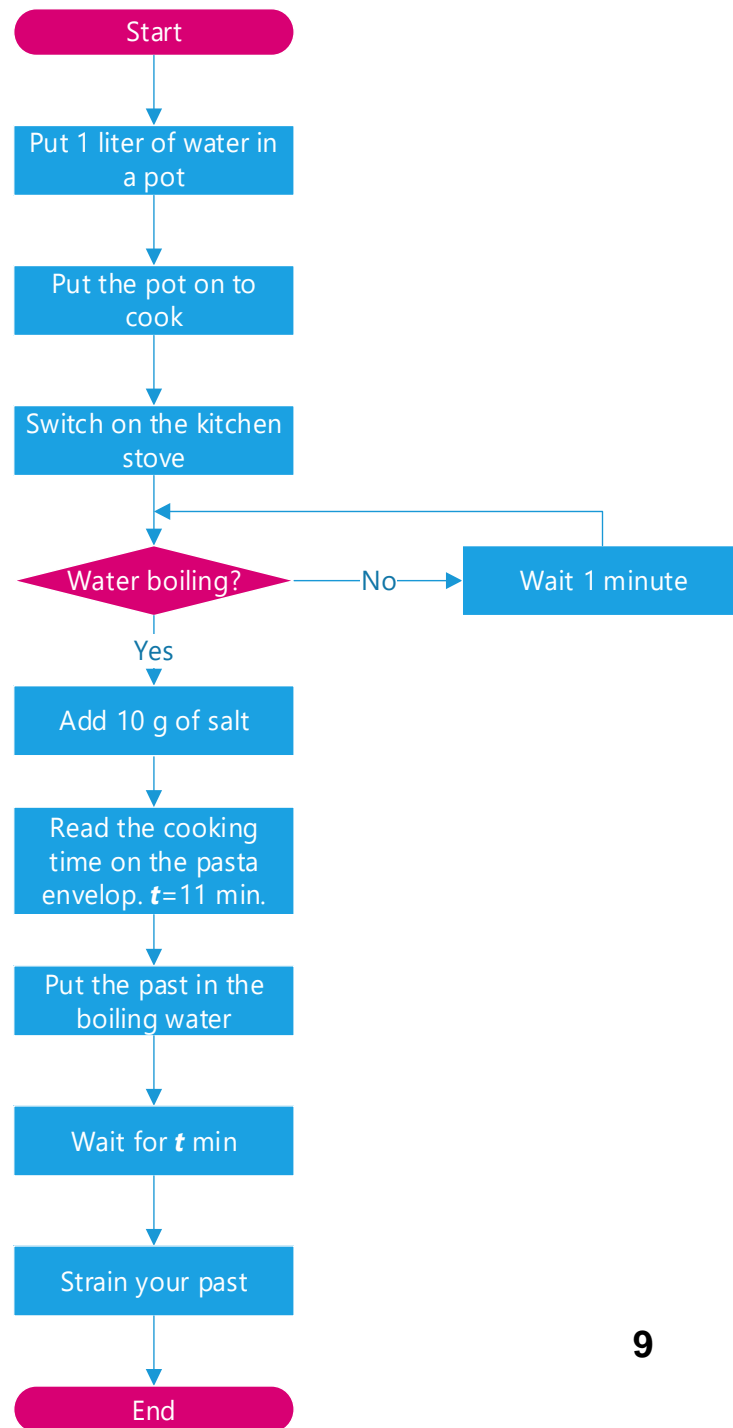 Start
Put 1 liter of water in
a pot
Put the pot on to
cook
Switch on the kitchen
stove
Water boiling?
No
Wait 1 minute
Yes
Add 10 g of salt
Read the cooking
time on the pasta
envelop. t=11 min.
Put the past in the
boiling water
Wait for t min
Strain your past
9
End